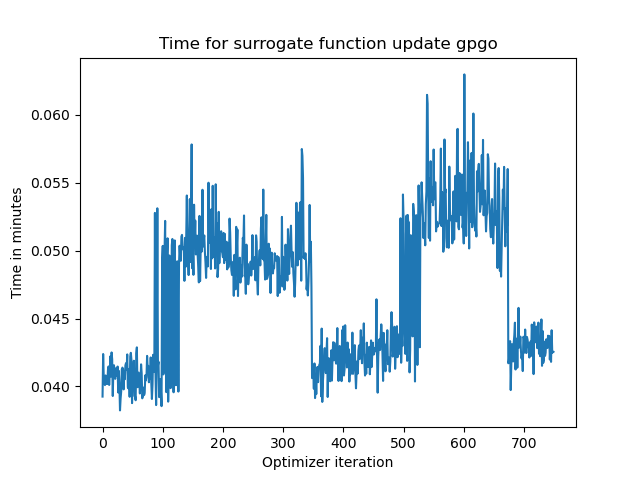 Time for surrogate function update gpgo
0.060
0.055
0.050
0.045
0.040
Time in minutes
0 100 200 300 400 500 600 700
Optimizer iteration